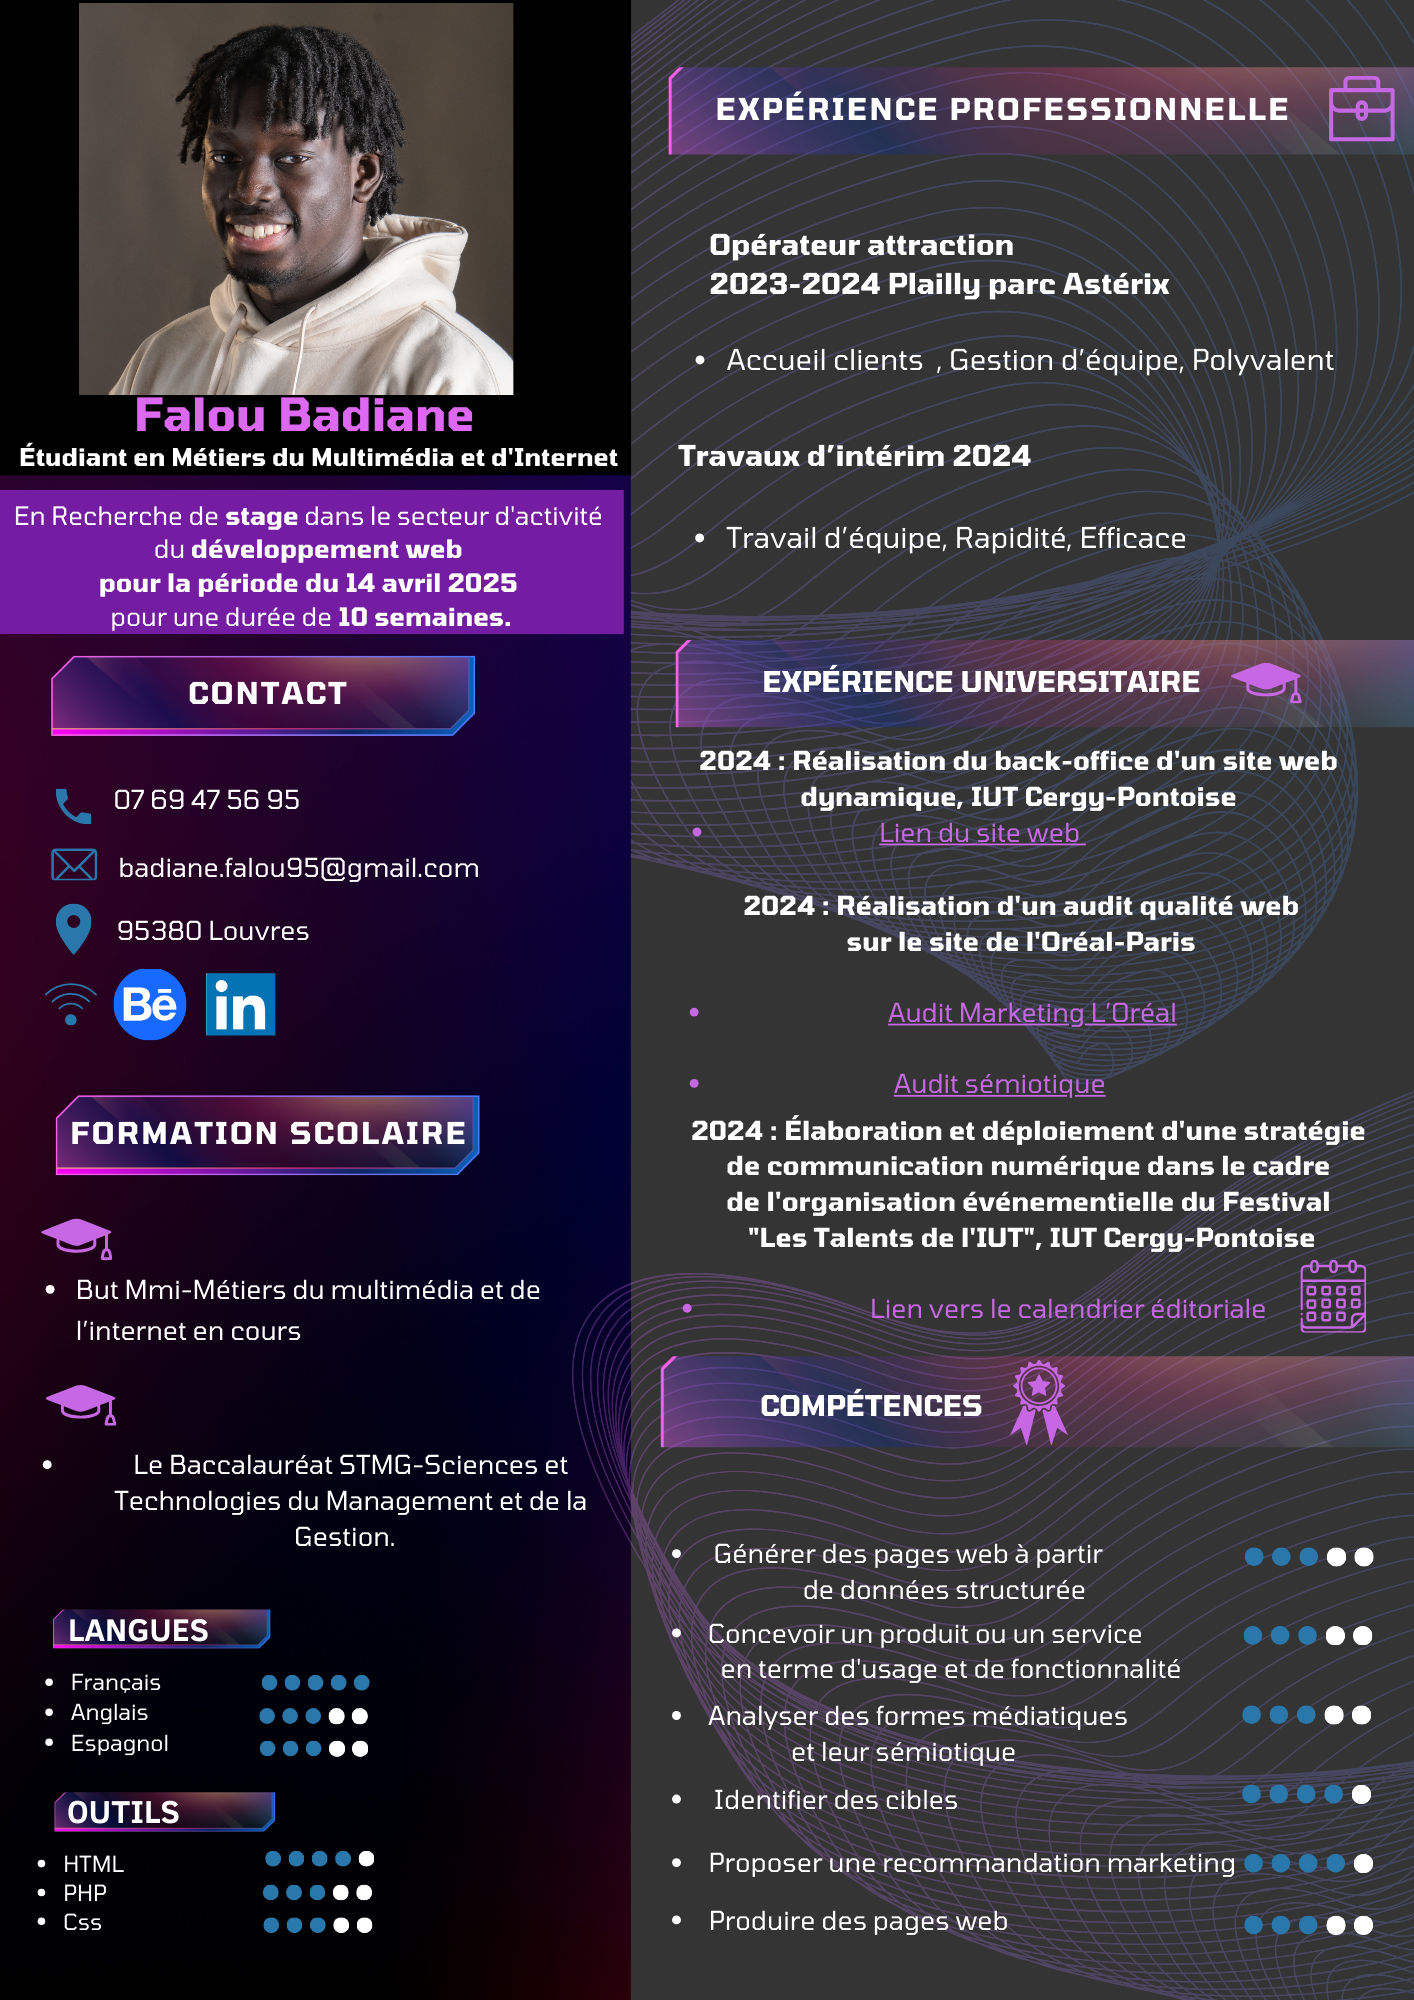 Falou Badiane
Étudiant en Métiers du Multimédia et d'Internet
En Recherche de stage dans le secteur d'activité
du développement web
pour la période du 14 avril 2025
pour une durée de 10 semaines.
CONTACT
07 69 47 56 95
badiane.falou95@gmail.com
95380 Louvres
Bē
in
FORMATION SCOLAIRE
• But Mmi-Métiers du multimédia et de
l'internet en cours
• Le Baccalauréat STMG-Sciences et
Technologies du Management et de la
Gestion.
LANGUES
• Français
• Anglais
• Espagnol
OUTILS
• HTML
• PHP
• Css
EXPÉRIENCE PROFESSIONNELLE
Opérateur attraction
2023-2024 Plailly parc Astérix
• Accueil clients , Gestion d'équipe, Polyvalent
Travaux d'intérim 2024
• Travail d'équipe, Rapidité, Efficace
EXPÉRIENCE UNIVERSITAIRE
2024 : Réalisation du back-office d'un site web
dynamique, IUT Cergy-Pontoise
• Lien du site web
2024 : Réalisation d'un audit qualité web
sur le site de l'Oréal-Paris
• Audit Marketing L'Oréal
• Audit sémiotique
2024 : Élaboration et déploiement d'une stratégie
de communication numérique dans le cadre
de l'organisation événementielle du Festival
"Les Talents de l'IUT", IUT Cergy-Pontoise
• Lien vers le calendrier éditoriale
COMPÉTENCES
• Générer des pages web à partir
de données structurée
• Concevoir un produit ou un service
en terme d'usage et de fonctionnalité
• Analyser des formes médiatiques
et leur sémiotique
• Identifier des cibles
• Proposer une recommandation marketing
• Produire des pages web